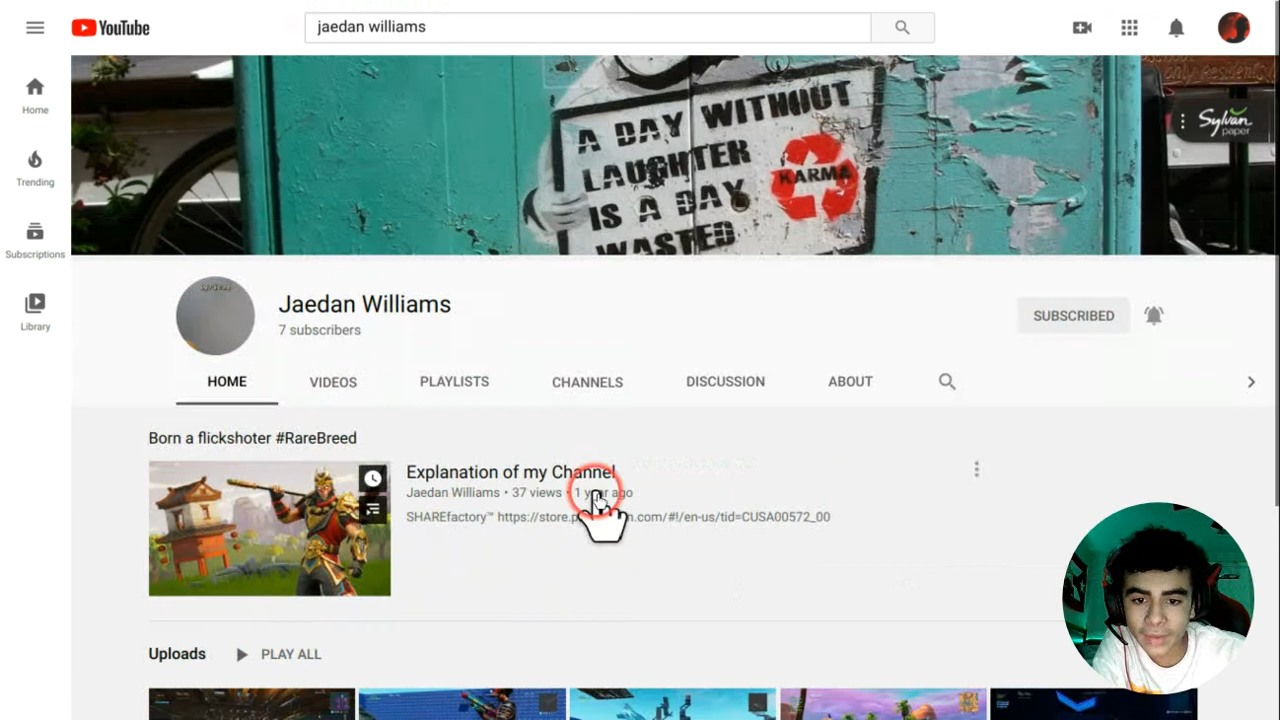 YouTube
jaedan williams
Home
Trending
Subscriptions
Library
A DAY WITHOUT
LAUGHTER
IS A DAY
WASTED
KARMA
Sylvan
paper
Jaedan Williams
7 subscribers
SUBSCRIBED
HOME VIDEOS PLAYLISTS CHANNELS DISCUSSION ABOUT
Born a flickshoter #RareBreed
Explanation of my Channel
Jaedan Williams • 37 views • 1 year ago
SHAREfactory™ .com/#!/en-us/tid=CUSA00572_00
Uploads PLAY ALL